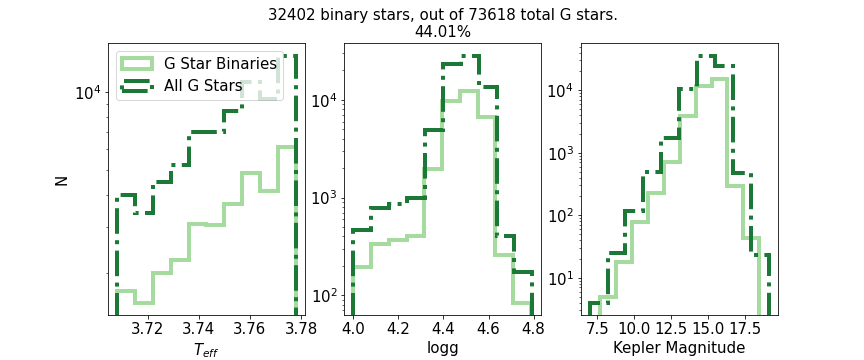 32402 binary stars, out of 73618 total G stars.
44.01%
G Star Binaries
All G Stars
N
10⁴
3.72 3.74 3.76 3.78
T_eff
10⁴
10³
10²
4.0 4.2 4.4 4.6 4.8
logg
10⁴
10³
10²
10¹
7.5 10.0 12.5 15.0 17.5
Kepler Magnitude